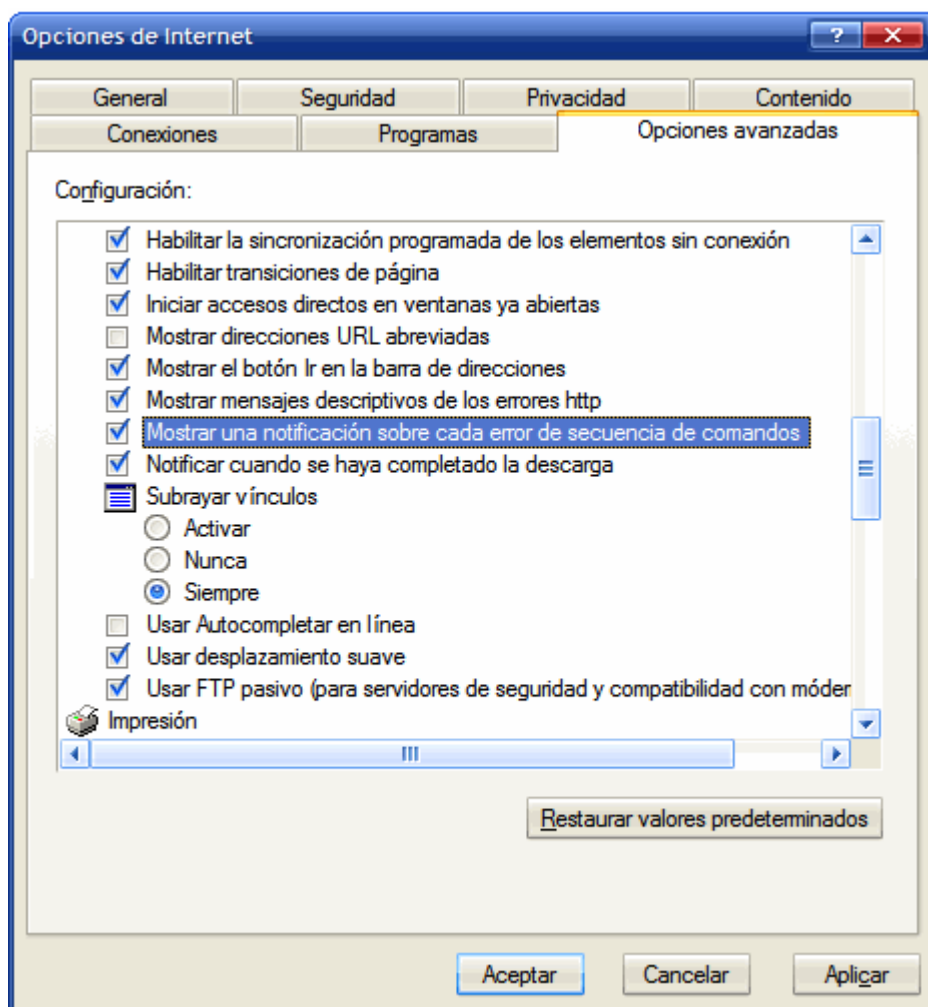 Opciones de Internet
General Seguridad Privacidad Contenido
Conexiones Programas Opciones avanzadas
Configuración:
Habilitar la sincronización programada de los elementos sin conexión
Habilitar transiciones de página
Iniciar accesos directos en ventanas ya abiertas
Mostrar direcciones URL abreviadas
Mostrar el botón Ir en la barra de direcciones
Mostrar mensajes descriptivos de los errores http
Mostrar una notificación sobre cada error de secuencia de comandos
Notificar cuando se haya completado la descarga
Subrayar vínculos
Activar
Nunca
Siempre
Usar Autocompletar en línea
Usar desplazamiento suave
Usar FTP pasivo (para servidores de seguridad y compatibilidad con móder
Impresión
Restaurar valores predeterminados
Aceptar Cancelar Aplicar